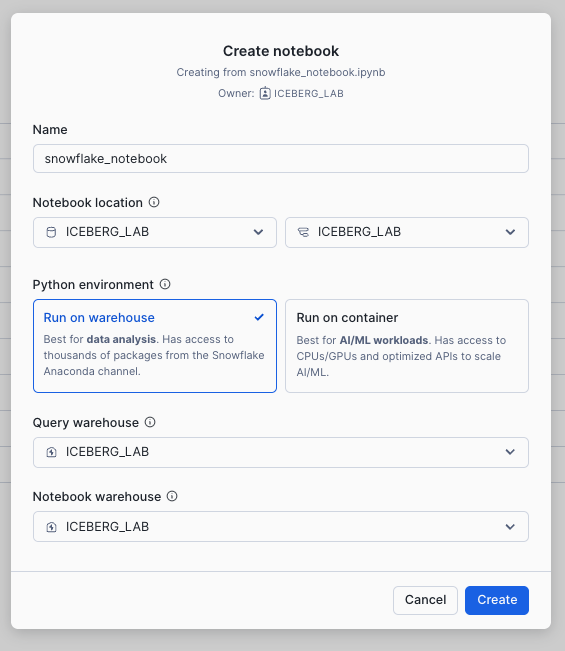 Create notebook
Creating from snowflake_notebook.ipynb
Owner: ICEBERG_LAB
Name
snowflake_notebook
Notebook location
ICEBERG_LAB ICEBERG_LAB
Python environment
Run on warehouse
Best for data analysis. Has access to
thousands of packages from the Snowflake
Anaconda channel.
Run on container
Best for AI/ML workloads. Has access to
CPUs/GPUs and optimized APIs to scale
AI/ML.
Query warehouse
ICEBERG_LAB
Notebook warehouse
ICEBERG_LAB
Cancel Create